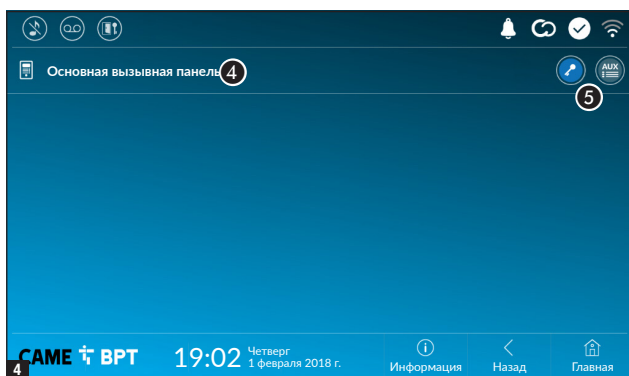 Основная вызывная панель 4
AUX
5
CAME BPT
19:02
Четверг
1 февраля 2018 г.
Информация
Назад
Главная
4